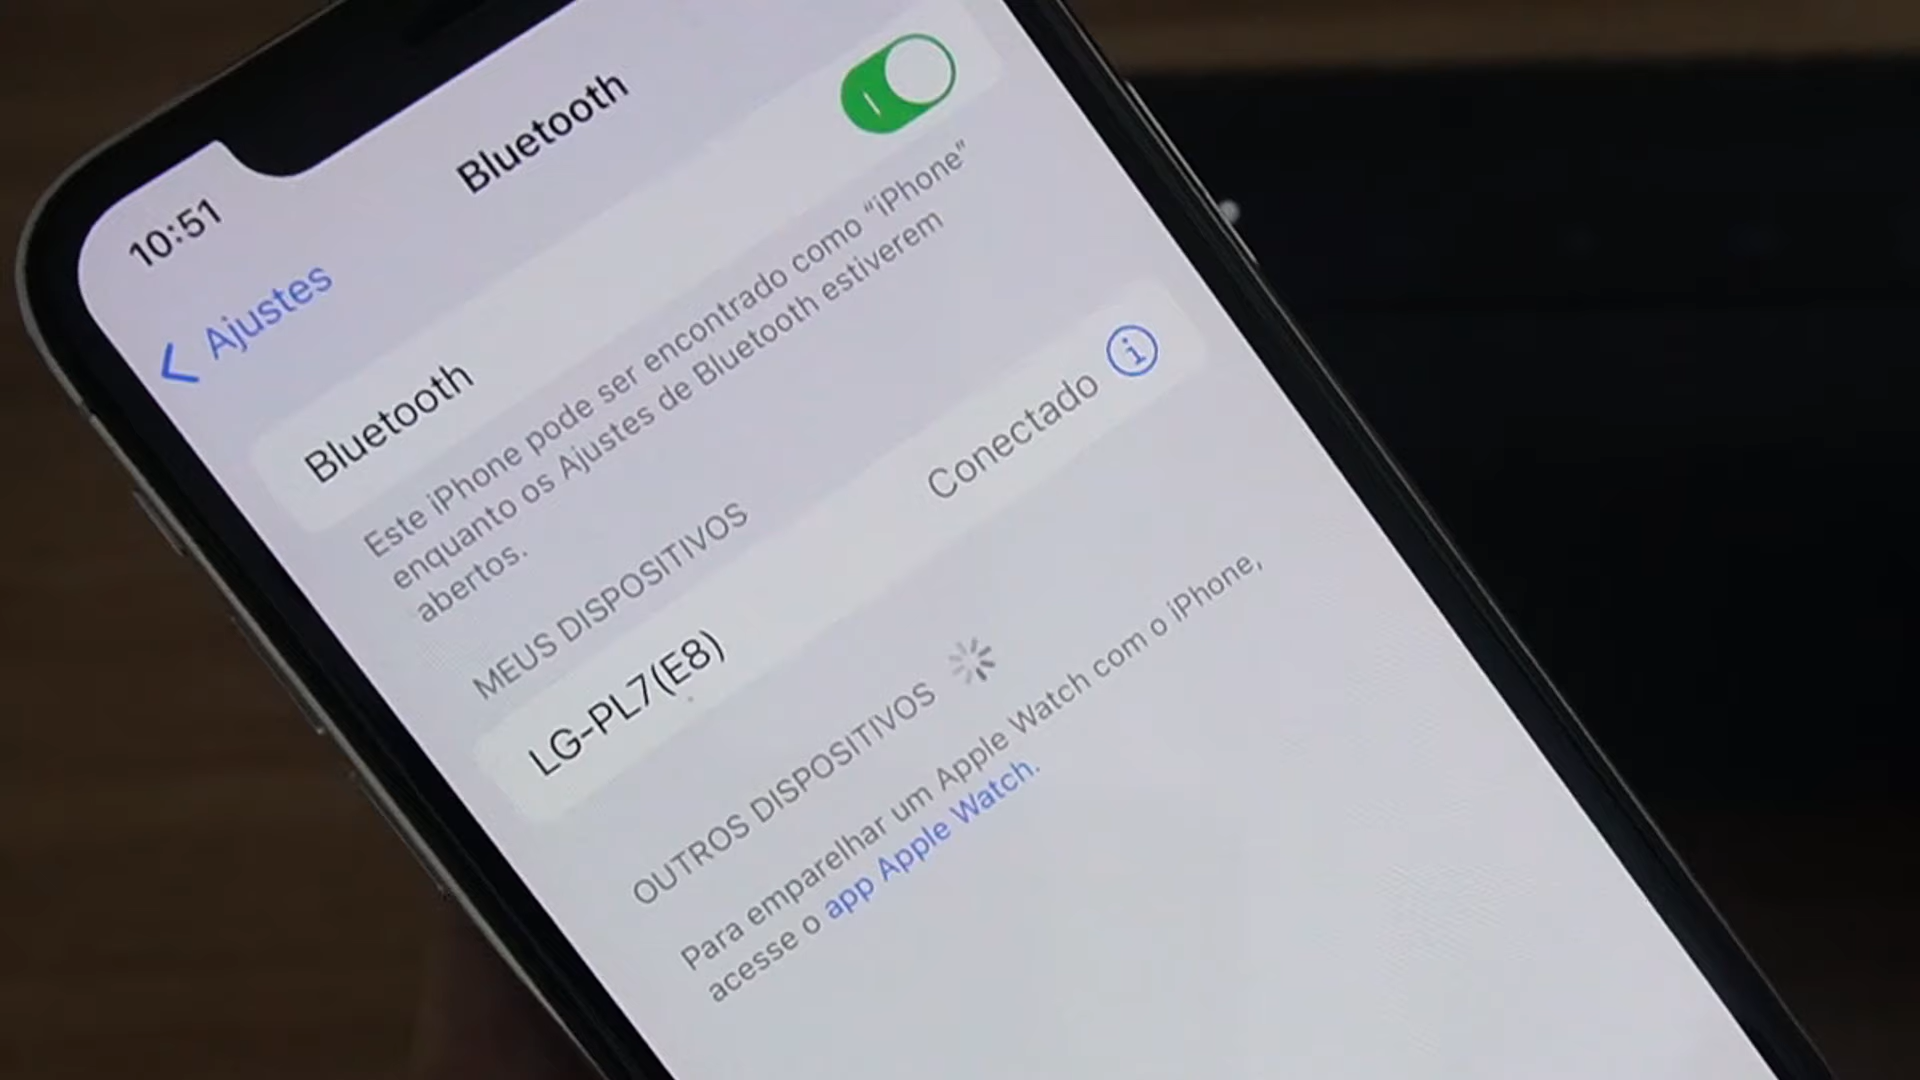 10:51
Ajustes
Bluetooth
Bluetooth
Este iPhone pode ser encontrado como “iPhone”
enquanto os Ajustes de Bluetooth estiverem
abertos.
MEUS DISPOSITIVOS
LG-PL7(E8) Conectado
OUTROS DISPOSITIVOS
Para emparelhar um Apple Watch com o iPhone,
acesse o app Apple Watch.